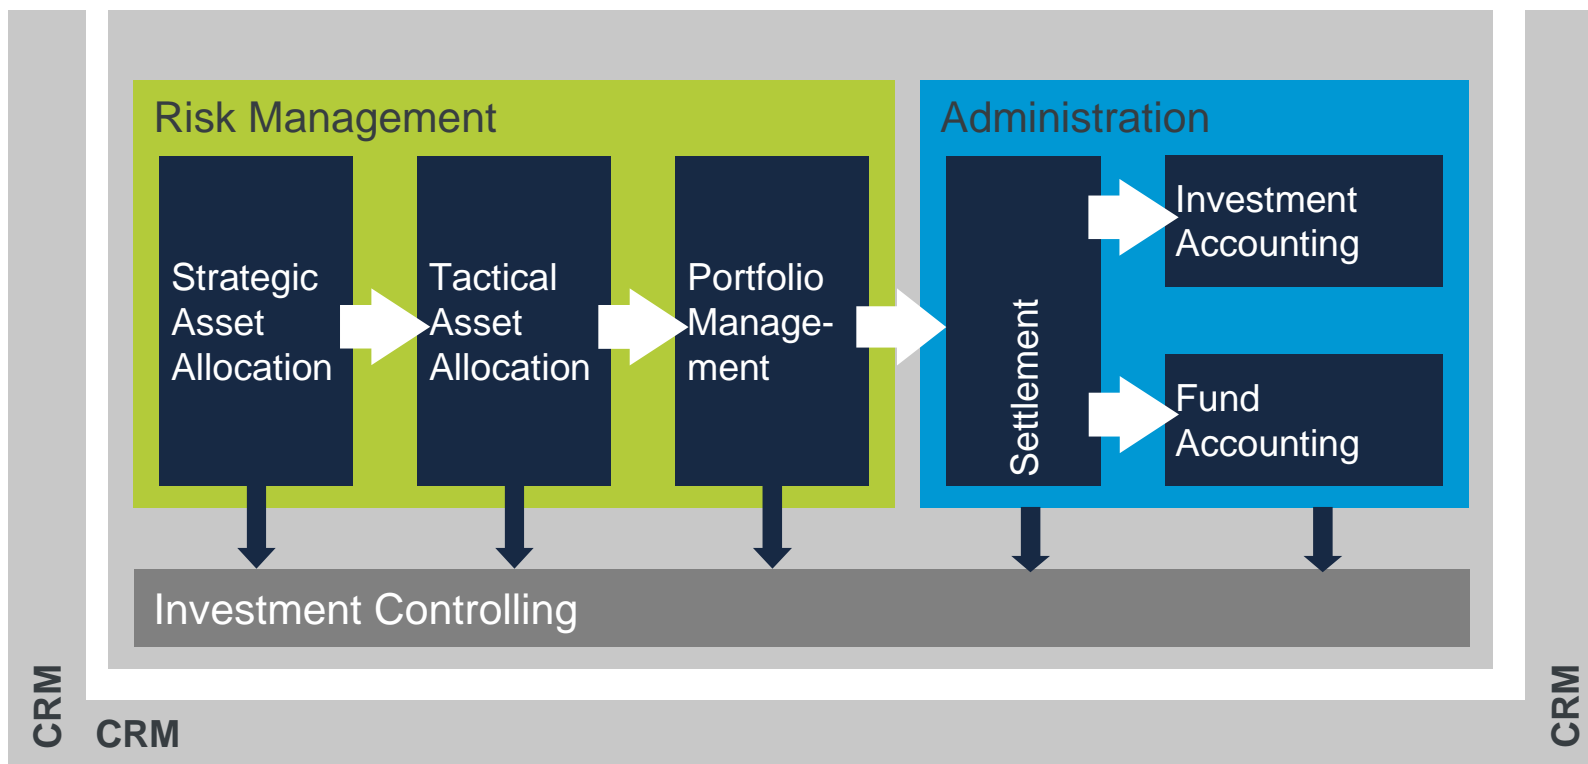 Risk Management
Administration
Strategic
Asset
Allocation
Tactical
Asset
Allocation
Portfolio
Manage-
ment
Settlement
Investment
Accounting
Fund
Accounting
Investment Controlling
CRM
CRM
CRM